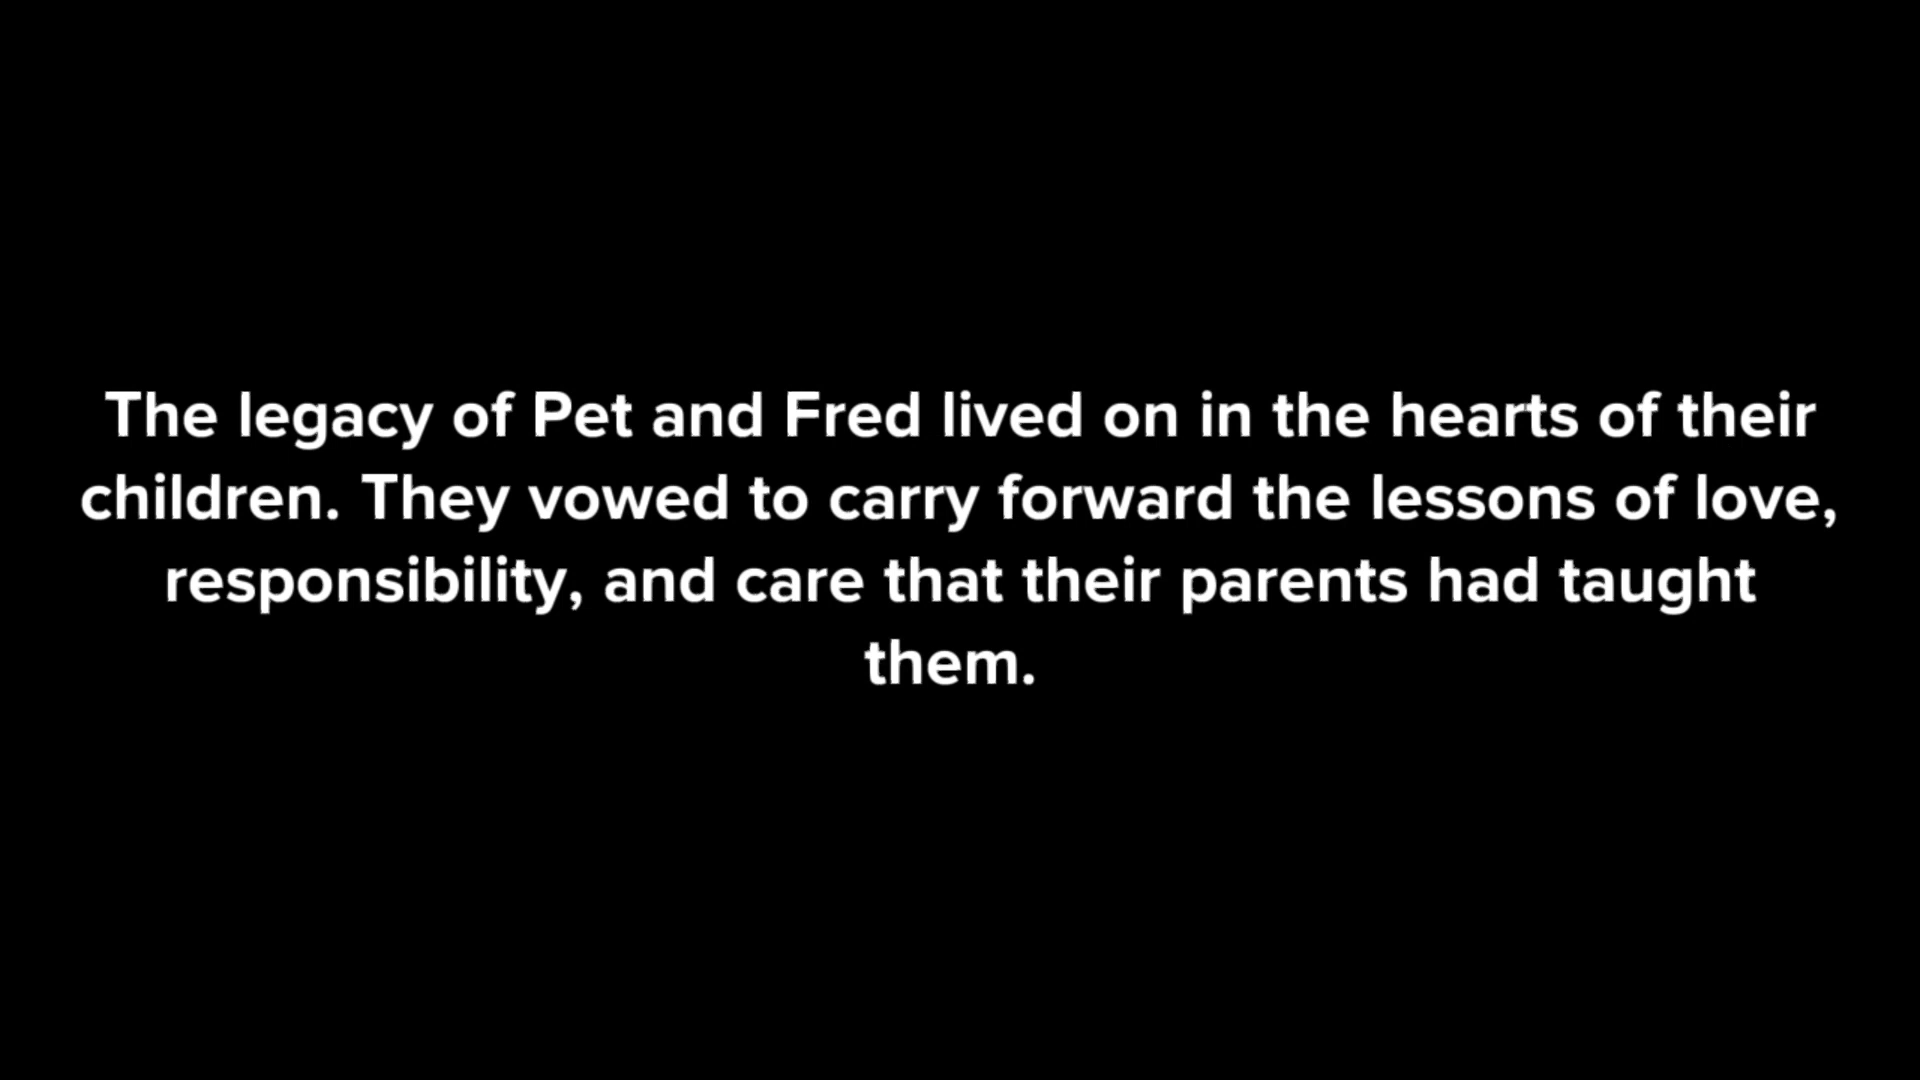 The legacy of Pet and Fred lived on in the hearts of their
children. They vowed to carry forward the lessons of love,
responsibility, and care that their parents had taught
them.